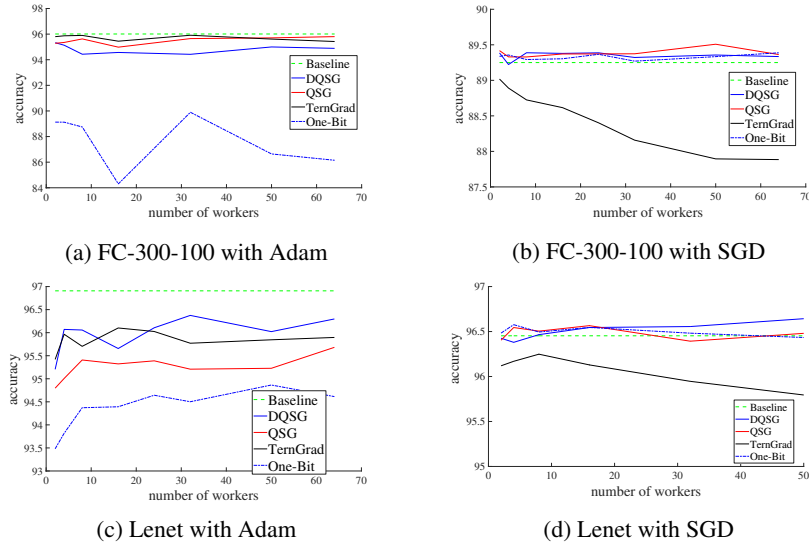 98
96
94
92
90
88
86
84
0 10 20 30 40 50 60 70
accuracy
number of workers
Baseline
DQSG
QSG
TernGrad
One-Bit
(a) FC-300-100 with Adam
90
89.5
89
88.5
88
87.5
0 10 20 30 40 50 60 70
accuracy
number of workers
Baseline
DQSG
QSG
TernGrad
One-Bit
(b) FC-300-100 with SGD
97
96.5
96
95.5
95
94.5
94
93.5
93
0 10 20 30 40 50 60 70
accuracy
number of workers
Baseline
DQSG
QSG
TernGrad
One-Bit
(c) Lenet with Adam
97
96.5
96
95.5
95
0 10 20 30 40 50
accuracy
number of workers
Baseline
DQSG
QSG
TernGrad
One-Bit
(d) Lenet with SGD